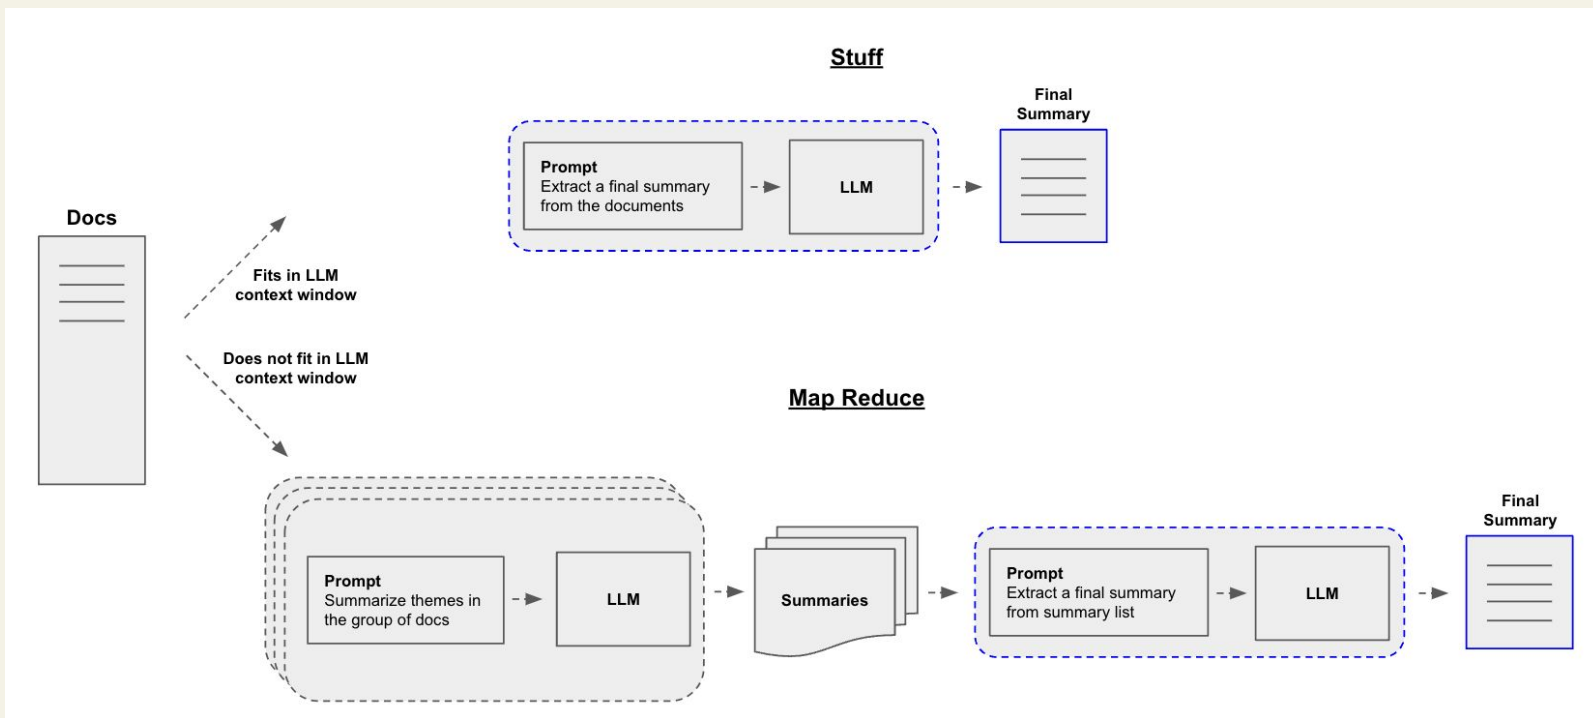 Stuff
Final
Summary
Prompt
Extract a final summary
from the documents
LLM
Docs
Fits in LLM
context window
Does not fit in LLM
context window
Map Reduce
Prompt
Summarize themes in
the group of docs
LLM
Summaries
Prompt
Extract a final summary
from summary list
LLM
Final
Summary